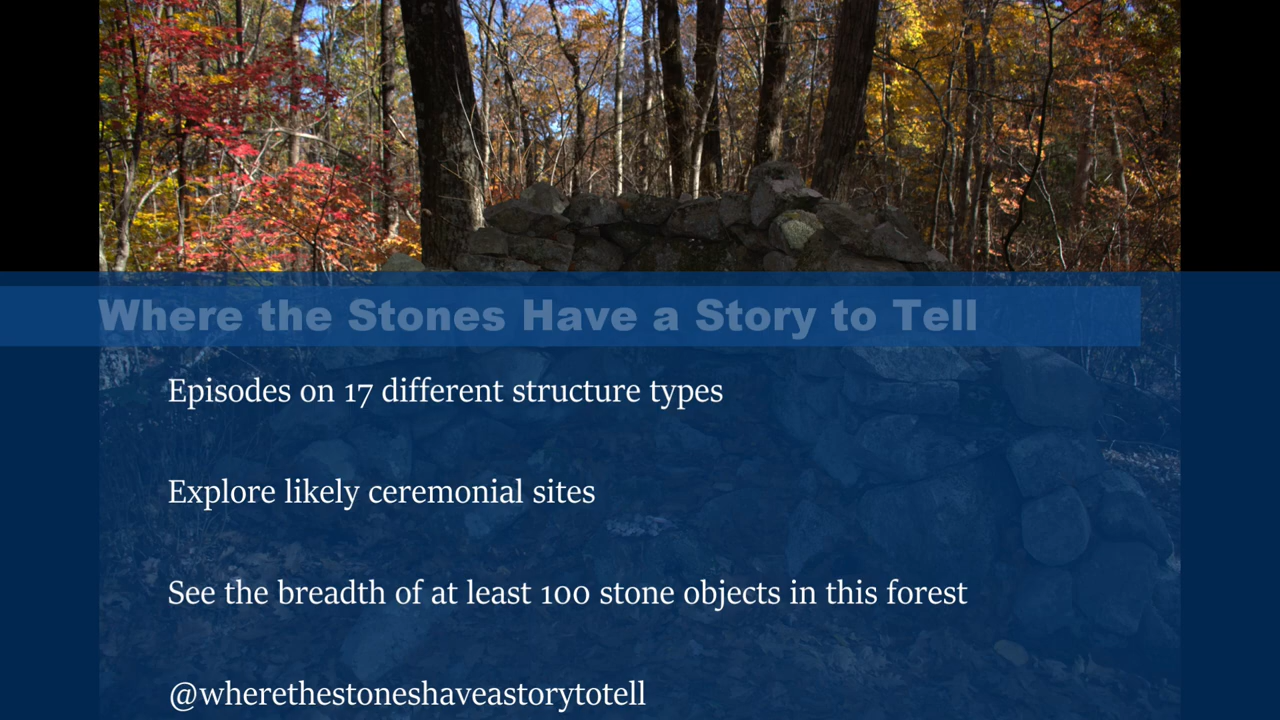 Where the Stones Have a Story to Tell
Episodes on 17 different structure types
Explore likely ceremonial sites
See the breadth of at least 100 stone objects in this forest
@wherethestoneshaveastorytotell